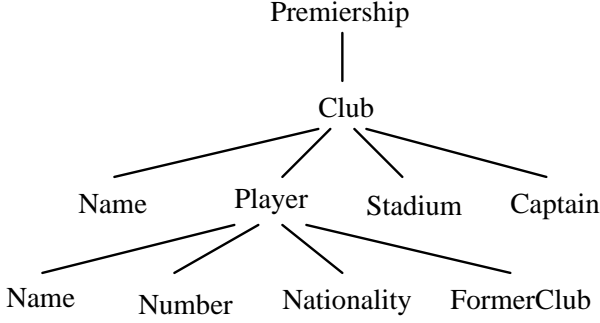 Premiership
Club
Name Player Stadium Captain
Name Number Nationality FormerClub